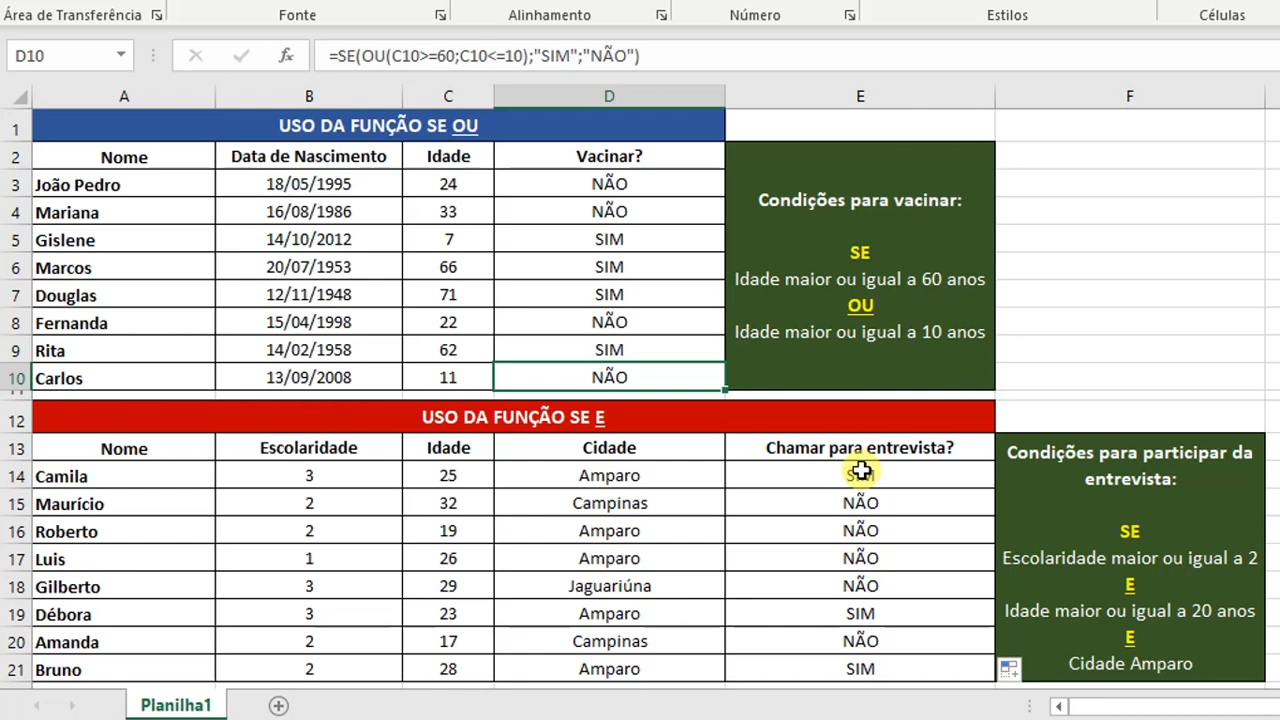 Área de Transferência Fonte Alinhamento Número Estilos Células
D10 fx =SE(OU(C10>=60;C10<=10);"SIM";"NÃO")
A B C D E F
1 USO DA FUNÇÃO SE OU
2 Nome Data de Nascimento Idade Vacinar?
3 João Pedro 18/05/1995 24 NÃO
4 Mariana 16/08/1986 33 NÃO
5 Gislene 14/10/2012 7 SIM
6 Marcos 20/07/1953 66 SIM
7 Douglas 12/11/1948 71 SIM
8 Fernanda 15/04/1998 22 NÃO
9 Rita 14/02/1958 62 SIM
10 Carlos 13/09/2008 11 NÃO
Condições para vacinar:
SE
Idade maior ou igual a 60 anos
OU
Idade maior ou igual a 10 anos
12 USO DA FUNÇÃO SE E
13 Nome Escolaridade Idade Cidade Chamar para entrevista?
14 Camila 3 25 Amparo SIM
15 Maurício 2 32 Campinas NÃO
16 Roberto 2 19 Amparo NÃO
17 Luis 1 26 Amparo NÃO
18 Gilberto 3 29 Jaguariúna NÃO
19 Débora 3 23 Amparo SIM
20 Amanda 2 17 Campinas NÃO
21 Bruno 2 28 Amparo SIM
Condições para participar da
entrevista:
SE
Escolaridade maior ou igual a 2
E
Idade maior ou igual a 20 anos
E
Cidade Amparo
Planilha1